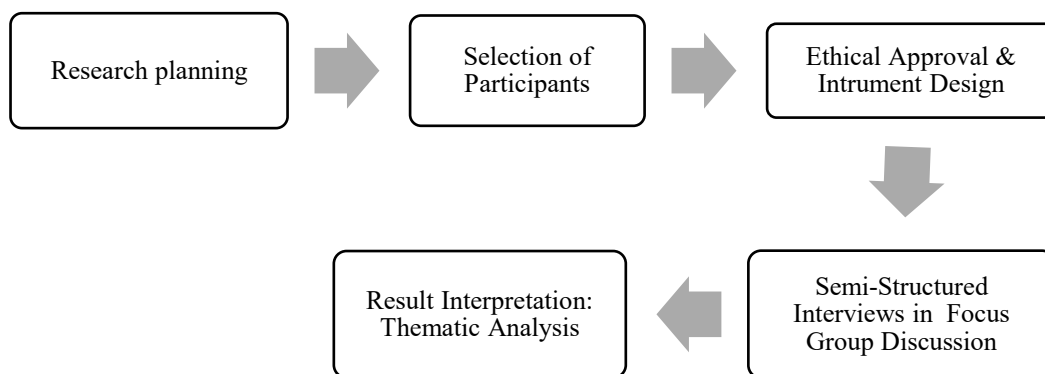 Research planning
Selection of
Participants
Ethical Approval &
Intrument Design
Semi-Structured
Interviews in Focus
Group Discussion
Result Interpretation:
Thematic Analysis